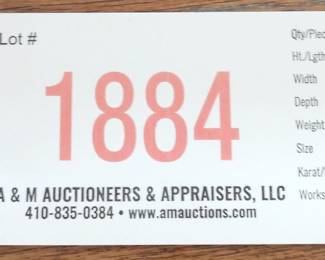 Lot #
1884
A & M AUCTIONEERS & APPRAISERS, LLC
410-835-0384 • www.amauctions.com
Qty/Piec
Ht./Lgth
Width
Depth
Weight
Size
Karat/
Works